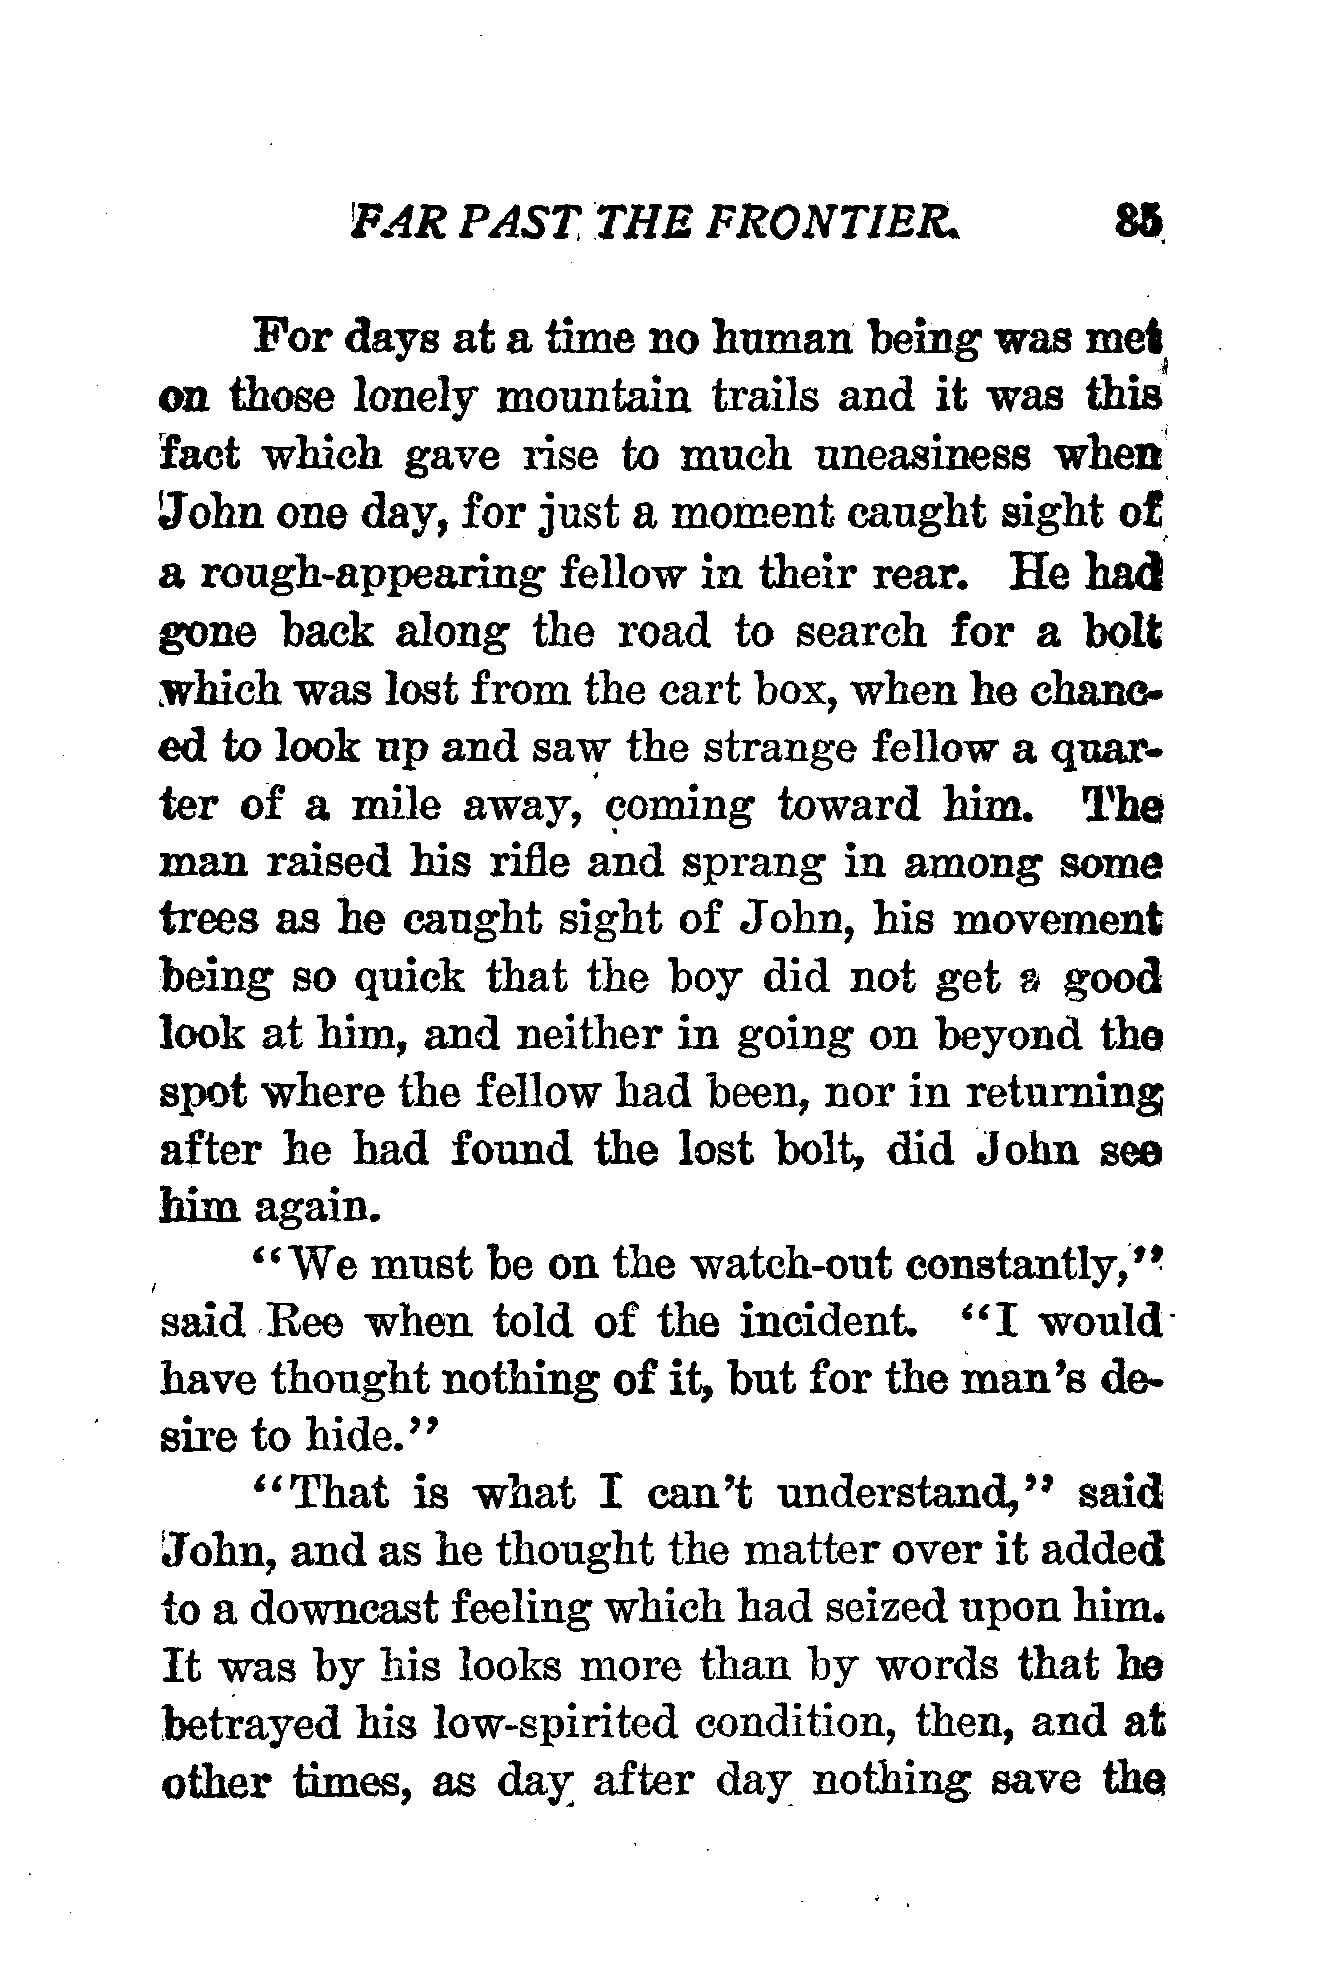 FAR PAST THE FRONTIER. 85
For days at a time no human being was met
on those lonely mountain trails and it was this
fact which gave rise to much uneasiness when
John one day, for just a moment caught sight of
a rough-appearing fellow in their rear. He had
gone back along the road to search for a bolt
which was lost from the cart box, when he chanc-
ed to look up and saw the strange fellow a quar-
ter of a mile away, coming toward him. The
man raised his rifle and sprang in among some
trees as he caught sight of John, his movement
being so quick that the boy did not get a good
look at him, and neither in going on beyond the
spot where the fellow had been, nor in returning
after he had found the lost bolt, did John see
him again.
"We must be on the watch-out constantly,"
said Ree when told of the incident. "I would
have thought nothing of it, but for the man's de-
sire to hide."
"That is what I can't understand," said
John, and as he thought the matter over it added
to a downcast feeling which had seized upon him.
It was by his looks more than by words that he
betrayed his low-spirited condition, then, and at
other times, as day after day nothing save the